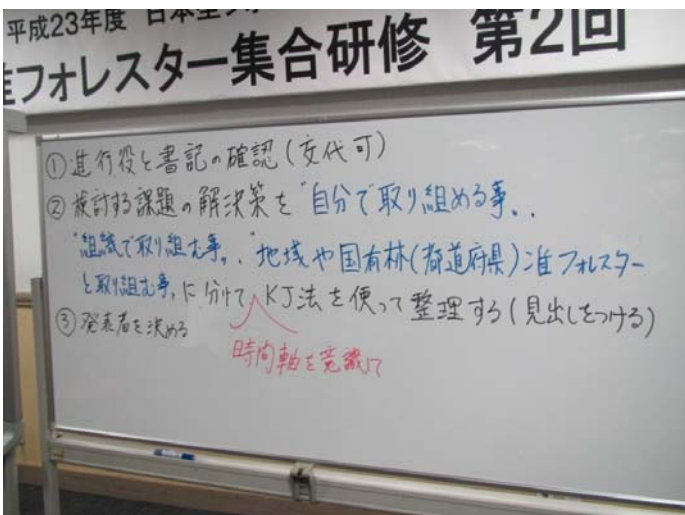 平成23年度 日本型フォ
准フォレスター集合研修 第2回
①進行役と書記の確認(交代可)
②検討する課題の解決策を“自分で取り組める事„
“組織で取り組む事„“地域や国有林(都道府県)准フォレスター
と取り組む事„に分けて、KJ法を使って整理する(見出しをつける)
時間軸を意識して
③発表者を決める